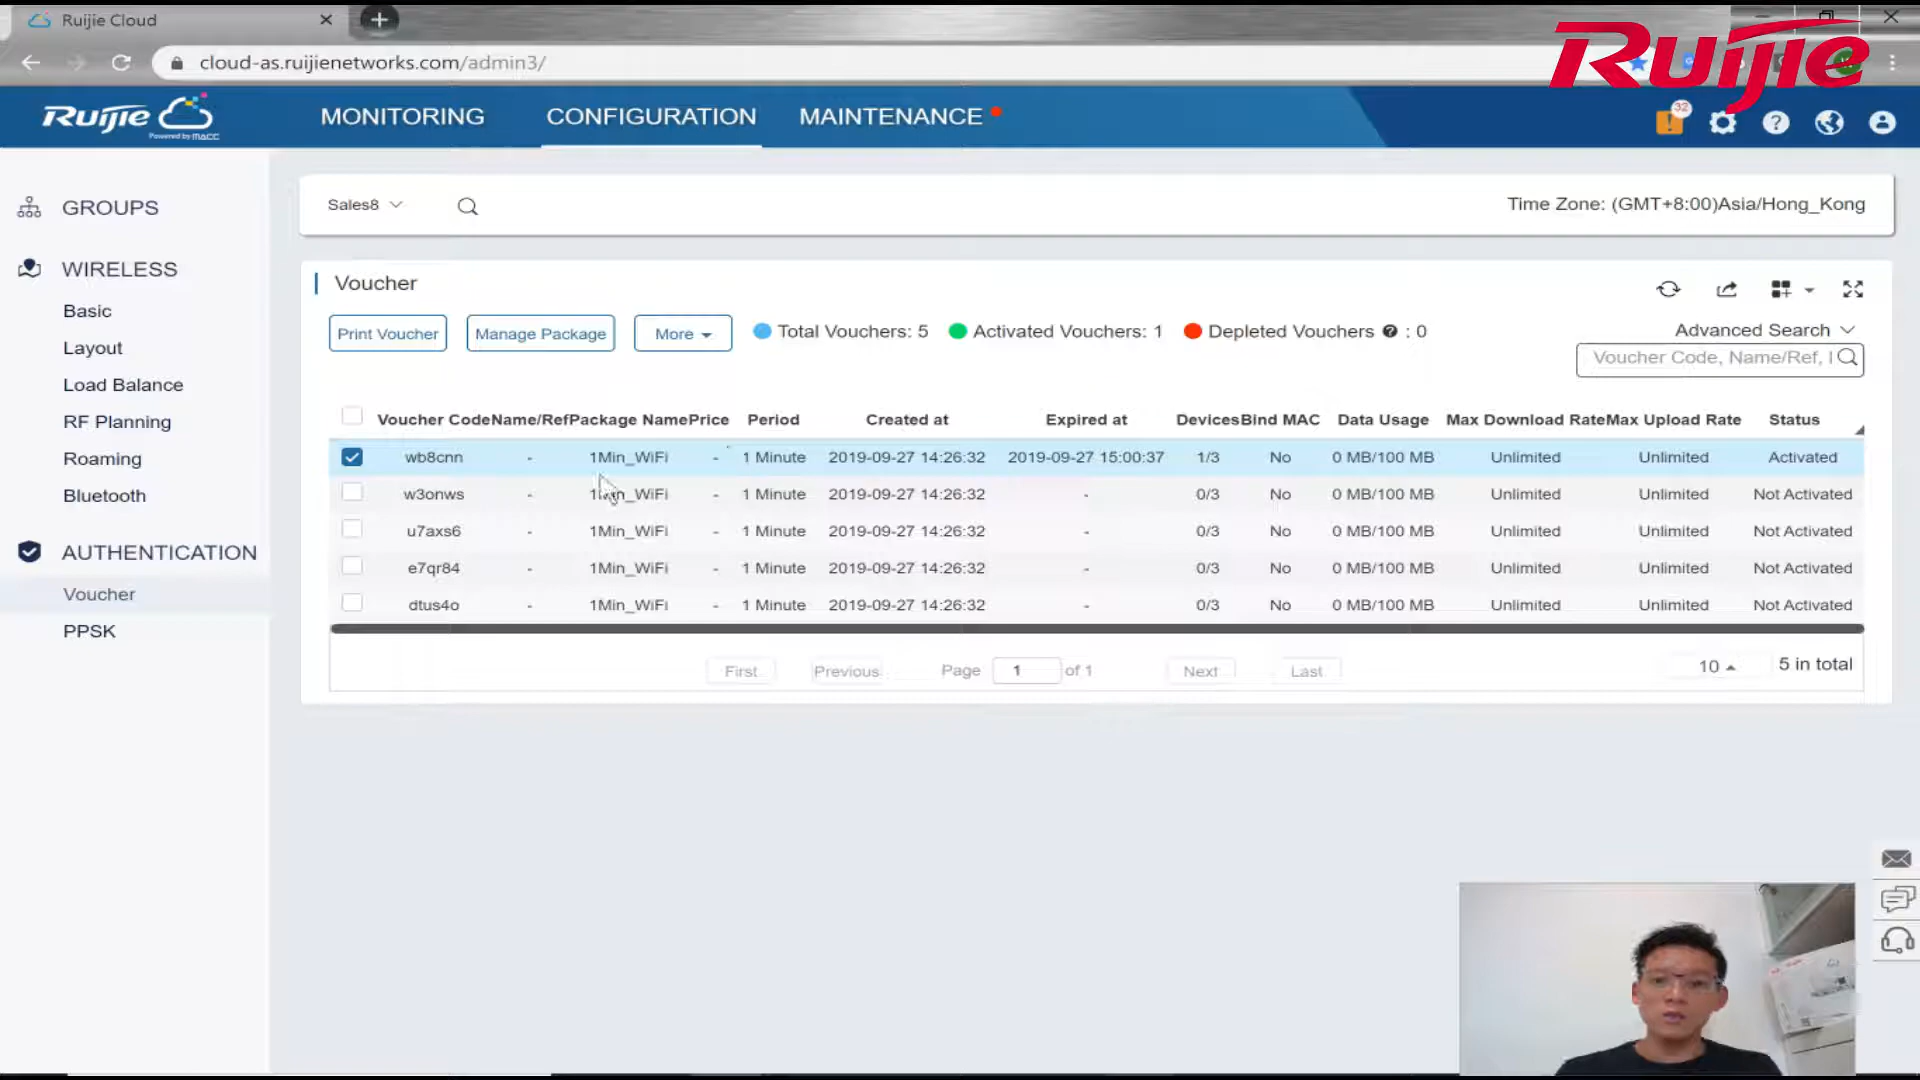 Ruijie Cloud
Ruijie
cloud-as.ruijienetworks.com/admin3/
Ruijie
Powered by MACC
MONITORING CONFIGURATION MAINTENANCE
32
GROUPS
WIRELESS
Basic
Layout
Load Balance
RF Planning
Roaming
Bluetooth
AUTHENTICATION
Voucher
PPSK
Sales8
Time Zone: (GMT+8:00)Asia/Hong_Kong
Voucher
Print Voucher Manage Package More Total Vouchers: 5 Activated Vouchers: 1 Depleted Vouchers ? : 0
Advanced Search
Voucher Code, Name/Ref, I
Voucher Code Name/Ref Package Name Price Period Created at Expired at Devices Bind MAC Data Usage Max Download Rate Max Upload Rate Status
wb8cnn - 1Min_WiFi - 1 Minute 2019-09-27 14:26:32 2019-09-27 15:00:37 1/3 No 0 MB/100 MB Unlimited Unlimited Activated
w3onws - 1Min_WiFi - 1 Minute 2019-09-27 14:26:32 - 0/3 No 0 MB/100 MB Unlimited Unlimited Not Activated
u7axs6 - 1Min_WiFi - 1 Minute 2019-09-27 14:26:32 - 0/3 No 0 MB/100 MB Unlimited Unlimited Not Activated
e7qr84 - 1Min_WiFi - 1 Minute 2019-09-27 14:26:32 - 0/3 No 0 MB/100 MB Unlimited Unlimited Not Activated
dtus4o - 1Min_WiFi - 1 Minute 2019-09-27 14:26:32 - 0/3 No 0 MB/100 MB Unlimited Unlimited Not Activated
First Previous Page 1 of 1 Next Last 10 5 in total